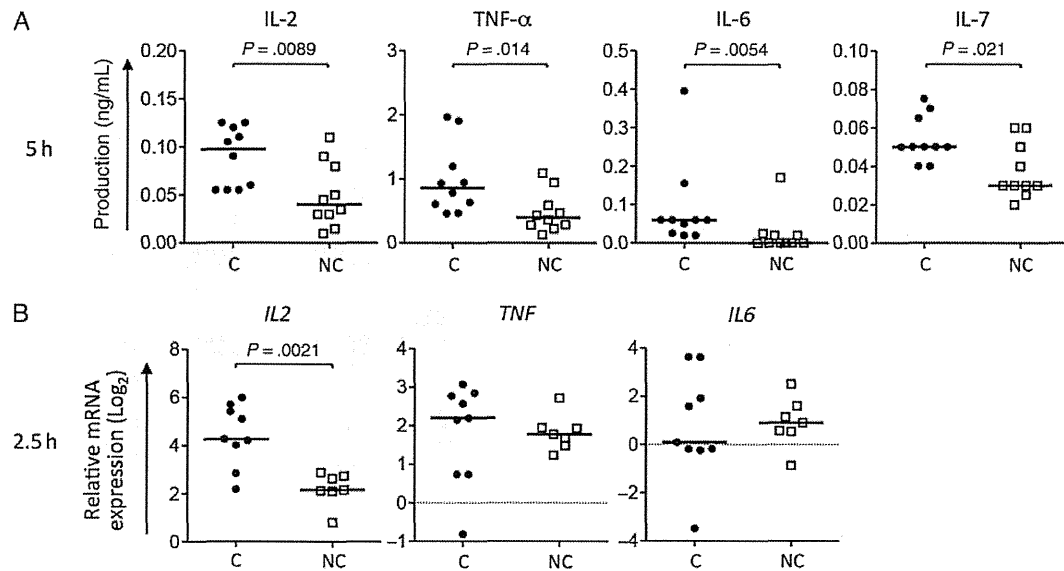 A
IL-2
TNF-α
IL-6
IL-7
P = .0089
P = .014
P = .0054
P = .021
5 h
Production (ng/mL)
0.20
0.15
0.10
0.05
0.00
3
2
1
0
0.5
0.4
0.3
0.2
0.1
0.0
0.10
0.08
0.06
0.04
0.02
0.00
C NC
C NC
C NC
C NC
B
IL2
TNF
IL6
P = .0021
2.5 h
Relative mRNA
expression (Log₂)
8
6
4
2
0
4
3
2
1
0
–1
4
2
0
–2
–4
C NC
C NC
C NC